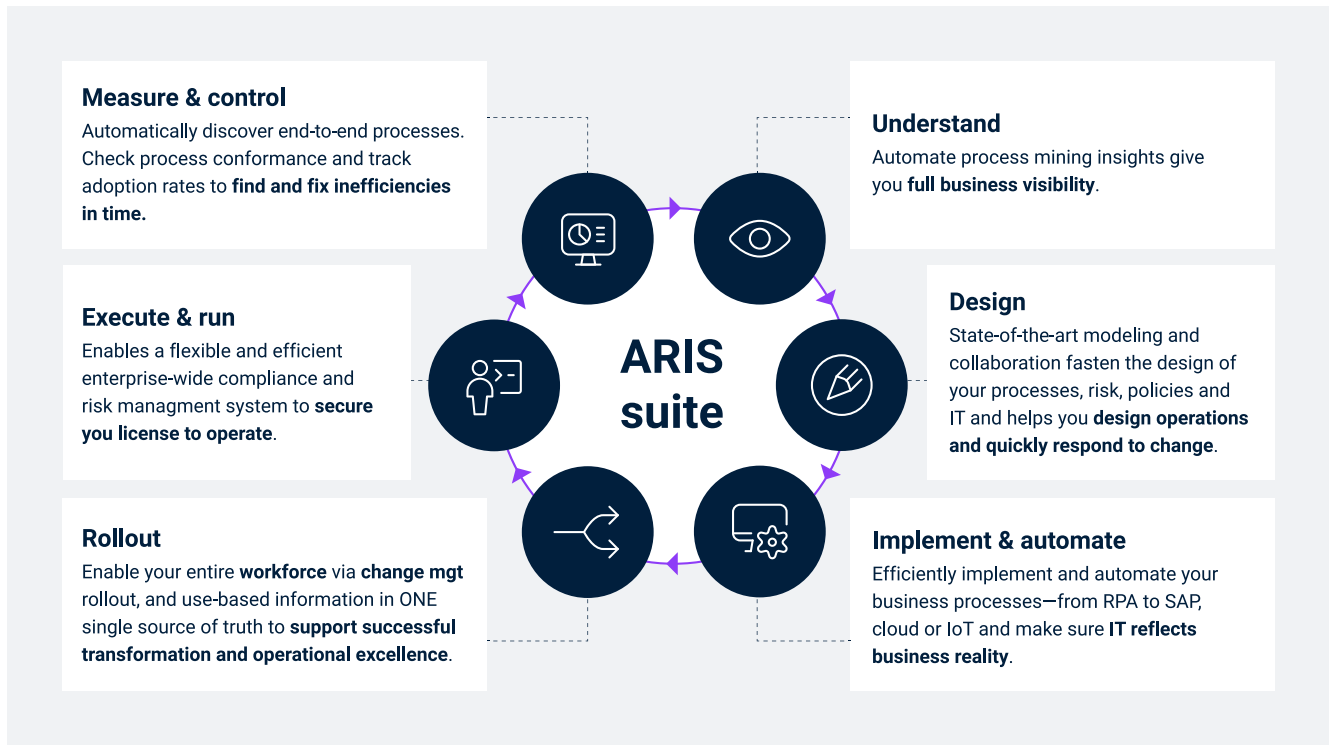 Measure & control
Automatically discover end-to-end processes.
Check process conformance and track
adoption rates to find and fix inefficiencies
in time.
Understand
Automate process mining insights give
you full business visibility.
Execute & run
Enables a flexible and efficient
enterprise-wide compliance and
risk managment system to secure
you license to operate.
ARIS
suite
Design
State-of-the-art modeling and
collaboration fasten the design of
your processes, risk, policies and
IT and helps you design operations
and quickly respond to change.
Rollout
Enable your entire workforce via change mgt
rollout, and use-based information in ONE
single source of truth to support successful
transformation and operational excellence.
Implement & automate
Efficiently implement and automate your
business processes—from RPA to SAP,
cloud or IoT and make sure IT reflects
business reality.